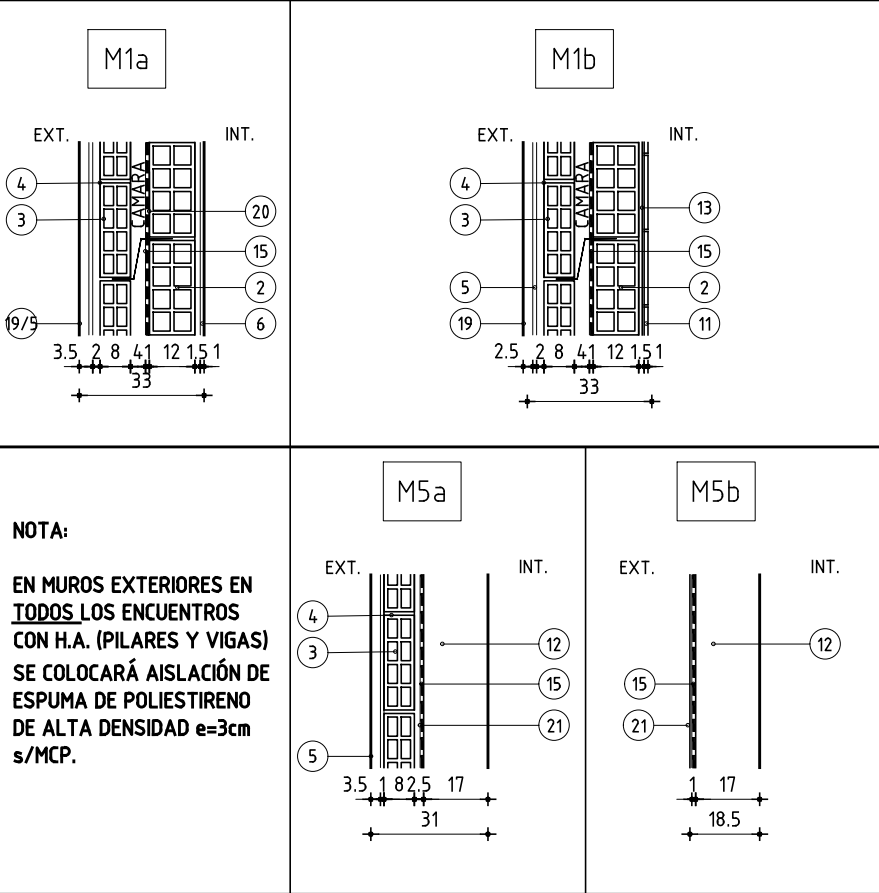 M1a
EXT.
INT.
CAMARA
4
3
19/5
20
15
2
6
3.5 2 8 4 1 12 1.5 1
33
M1b
EXT.
INT.
CAMARA
4
3
5
19
13
15
2
11
2.5 2 8 4 1 12 1.5 1
33
NOTA:
EN MUROS EXTERIORES EN
TODOS LOS ENCUENTROS
CON H.A. (PILARES Y VIGAS)
SE COLOCARÁ AISLACIÓN DE
ESPUMA DE POLIESTIRENO
DE ALTA DENSIDAD e=3cm
s/MCP.
M5a
EXT.
INT.
4
3
5
12
15
21
3.5 1 8 2.5 17
31
M5b
EXT.
INT.
15
21
12
1 17
18.5